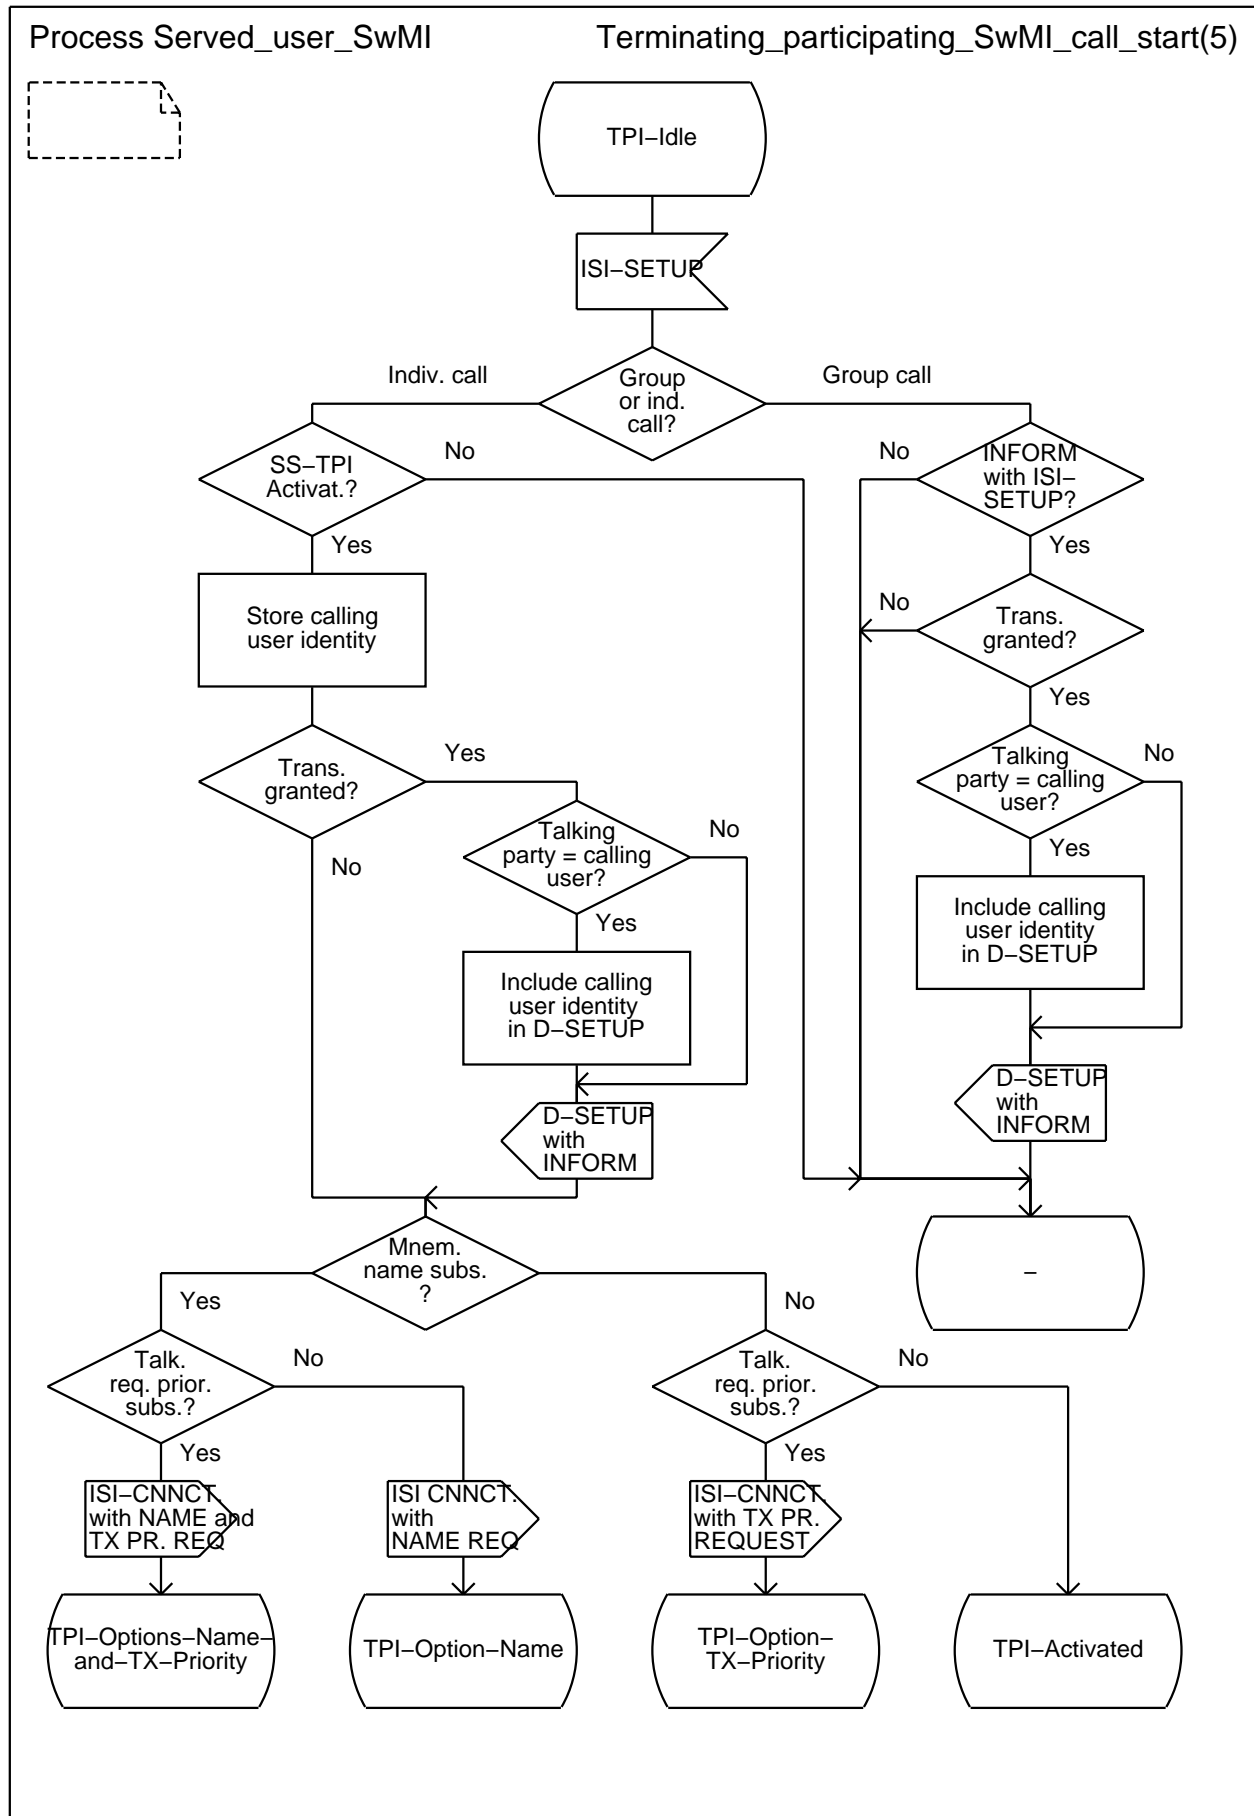 Process Served_user_SwMI
Terminating_participating_SwMI_call_start(5)
TPI−Idle
ISI−SETUP
Indiv. call
Group
or ind.
call?
Group call
SS−TPI
Activat.?
No
No
INFORM
with ISI−
SETUP?
Yes
Yes
Store calling
user identity
No
Trans.
granted?
Yes
Trans.
granted?
Yes
Talking
party = calling
user?
No
No
Talking
party = calling
user?
No
Yes
Yes
Include calling
user identity
in D−SETUP
Include calling
user identity
in D−SETUP
D−SETUP
with
INFORM
D−SETUP
with
INFORM
Mnem.
name subs.
?
−
Yes
No
Talk.
req. prior.
subs.?
No
Talk.
req. prior.
subs.?
No
Yes
Yes
ISI−CNNCT.
with NAME and
TX PR. REQ
ISI CNNCT.
with
NAME REQ
ISI−CNNCT.
with TX PR.
REQUEST
TPI−Options−Name−
and−TX−Priority
TPI−Option−Name
TPI−Option−
TX−Priority
TPI−Activated